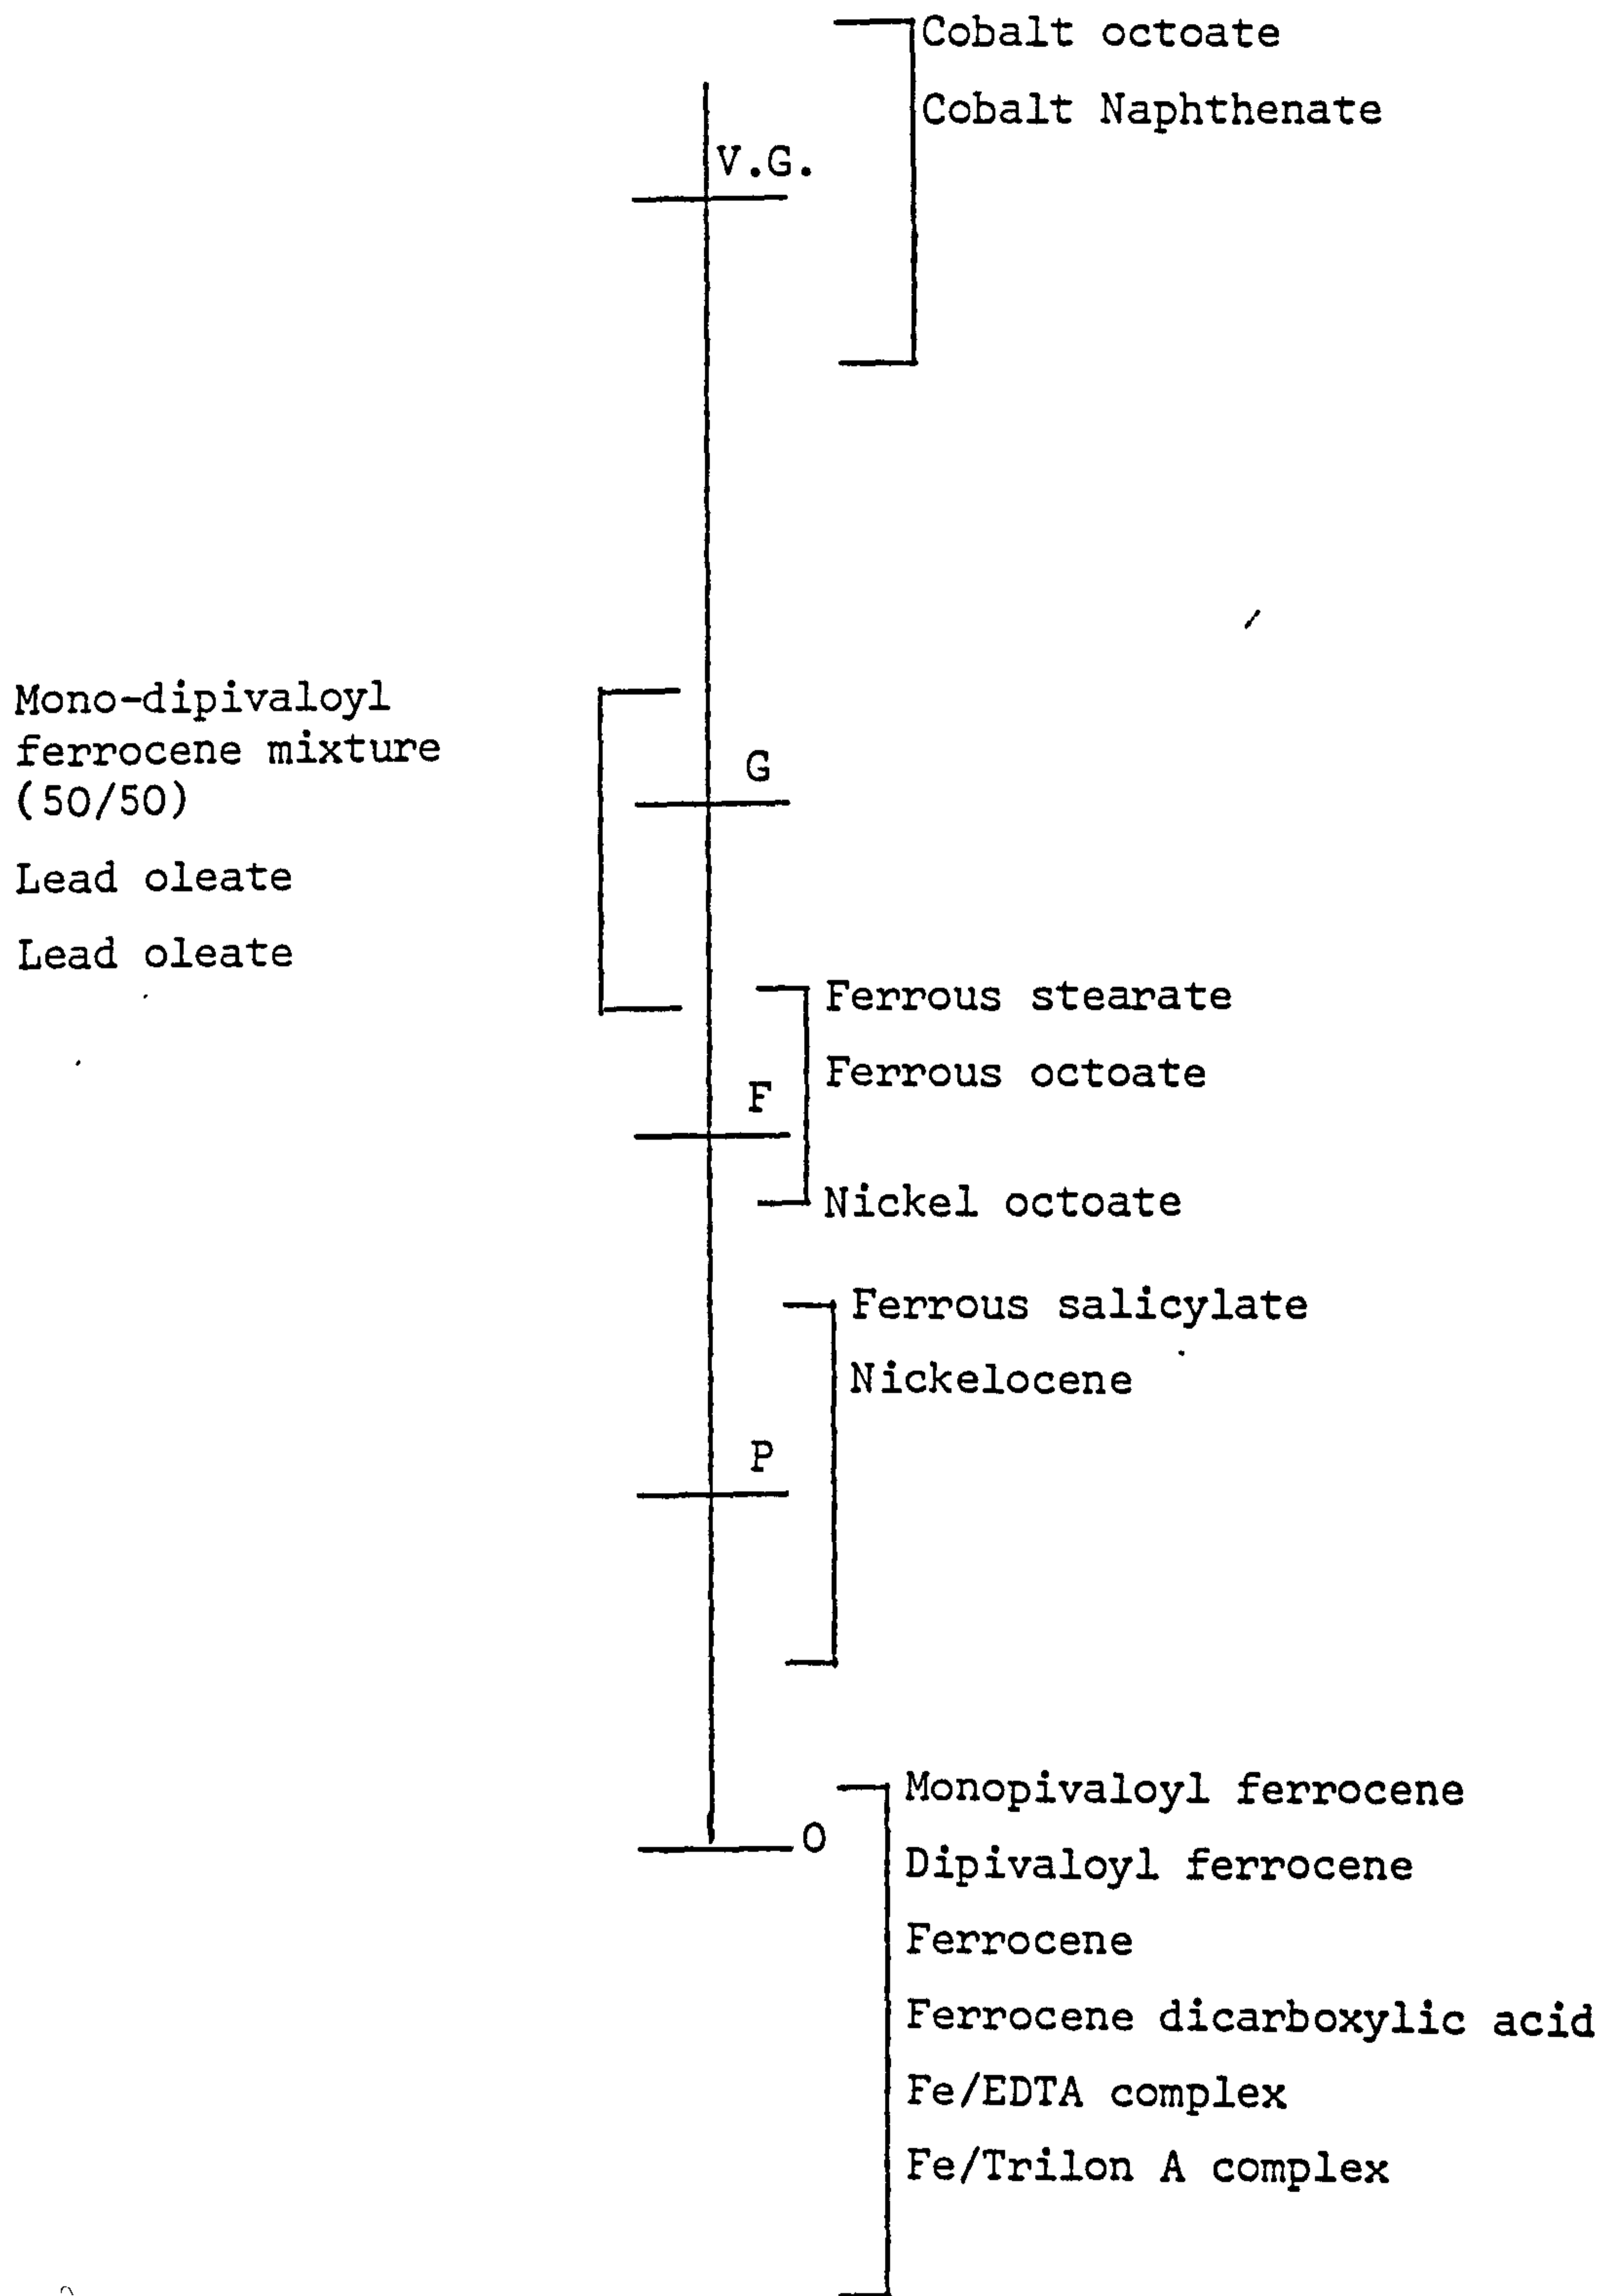 Cobalt octoate
Cobalt Naphthenate
V.G.
Mono-dipivaloyl
ferrocene mixture
(50/50)
G
Lead oleate
Lead oleate
Ferrous stearate
Ferrous octoate
F
Nickel octoate
Ferrous salicylate
Nickelocene
P
Monopivaloyl ferrocene
O
Dipivaloyl ferrocene
Ferrocene
Ferrocene dicarboxylic acid
Fe/EDTA complex
Fe/Trilon A complex